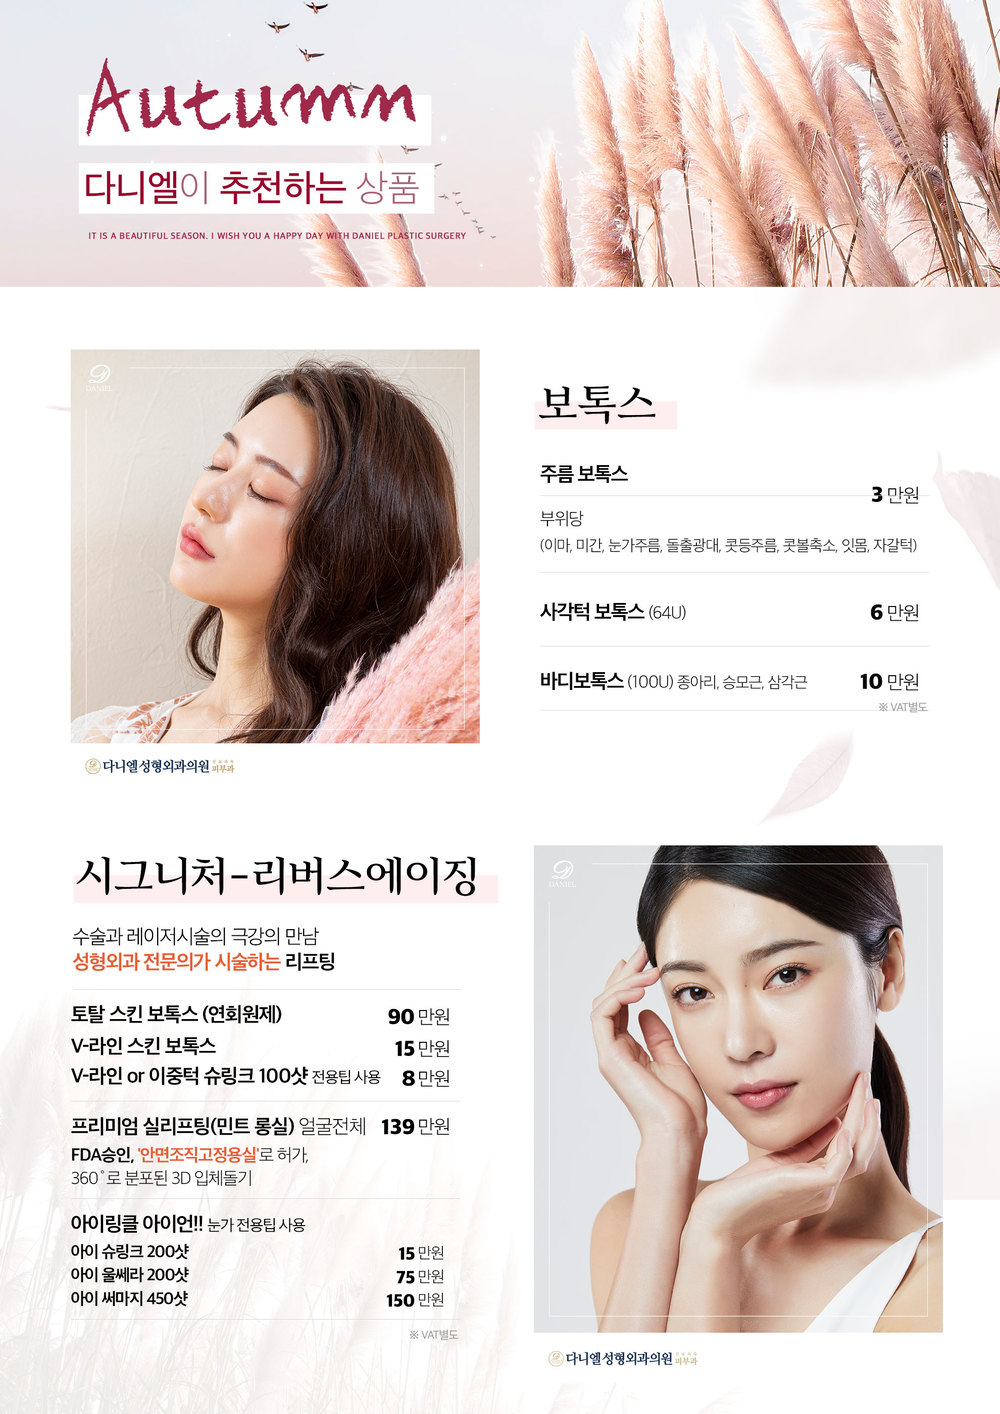 Autumn
다니엘이 추천하는 상품
IT IS A BEAUTIFUL SEASON. I WISH YOU A HAPPY DAY WITH DANIEL PLASTIC SURGERY
DANIEL
다니엘성형외과의원 피부과
보톡스
주름 보톡스
3 만원
부위당
(이마, 미간, 눈가주름, 돌출광대, 콧등주름, 콧볼축소, 잇몸, 자갈턱)
사각턱 보톡스 (64U) 6 만원
바디보톡스 (100U) 종아리, 승모근, 삼각근 10 만원
※ VAT별도
시그니처-리버스에이징
수술과 레이저시술의 극강의 만남
성형외과 전문의가 시술하는 리프팅
토탈 스킨 보톡스 (연회원제) 90 만원
V-라인 스킨 보톡스 15 만원
V-라인 or 이중턱 슈링크 100샷 전용팁 사용 8 만원
프리미엄 실리프팅(민트 롱실) 얼굴전체 139 만원
FDA승인, '안면조직고정용실'로 허가,
360˚로 분포된 3D 입체돌기
아이링클 아이언!! 눈가 전용팁 사용
아이 슈링크 200샷 15 만원
아이 울쎄라 200샷 75 만원
아이 써마지 450샷 150 만원
※ VAT별도
DANIEL
다니엘성형외과의원 피부과